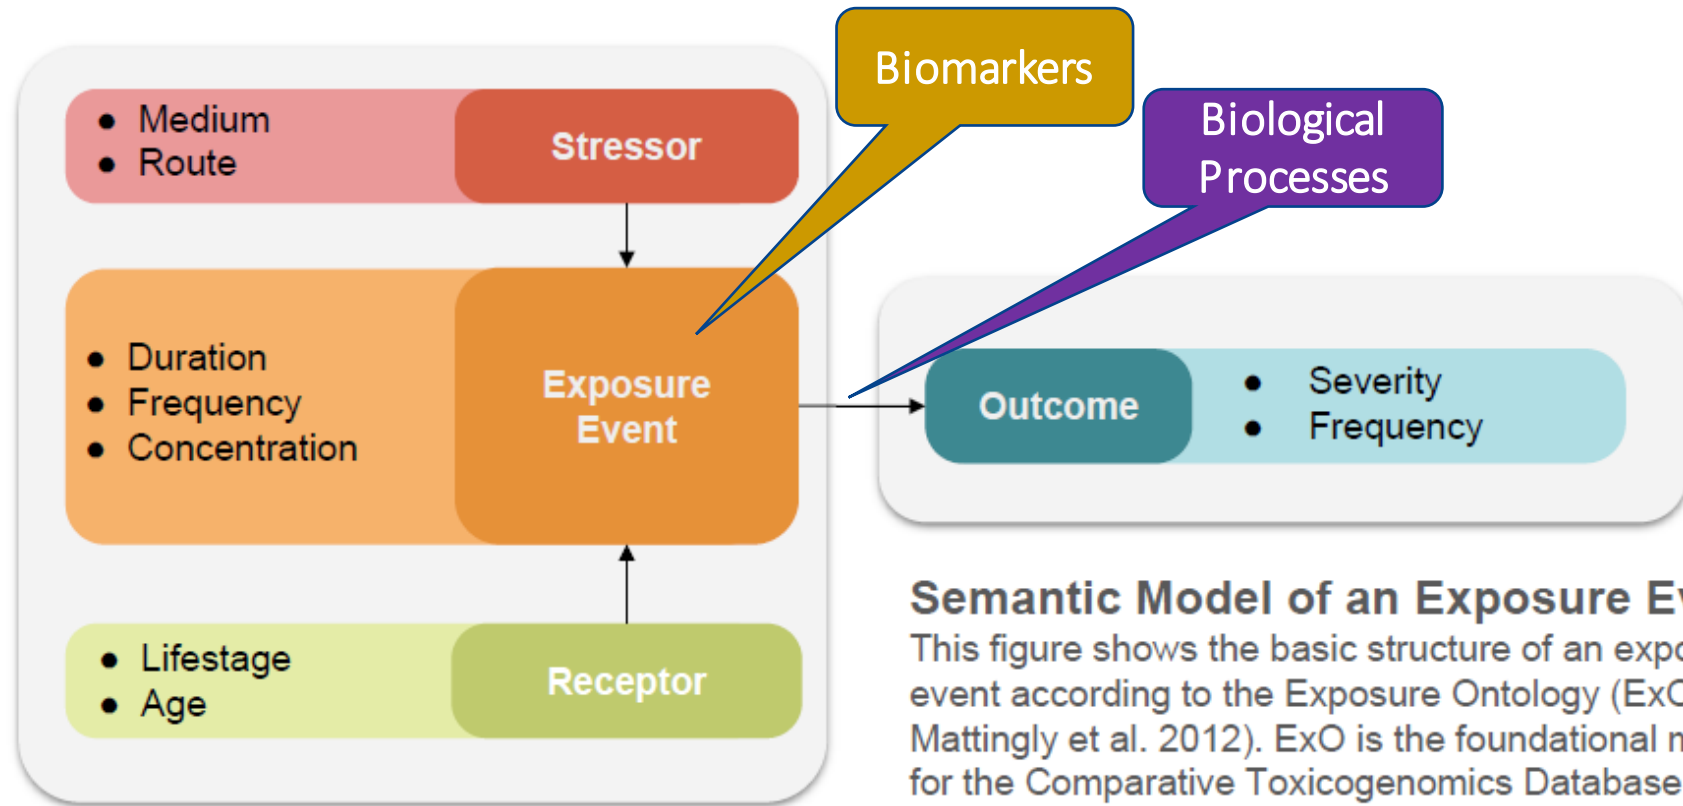 Biomarkers
Biological
Processes
● Medium
● Route
Stressor
● Duration
● Frequency
● Concentration
Exposure
Event
● Severity
● Frequency
Outcome
● Lifestage
● Age
Receptor
Semantic Model of an Exposure
This figure shows the basic structure of an
event according to the Exposure Ontology
Mattingly et al. 2012). ExO is the foundational
for the Comparative Toxicogenomics Database